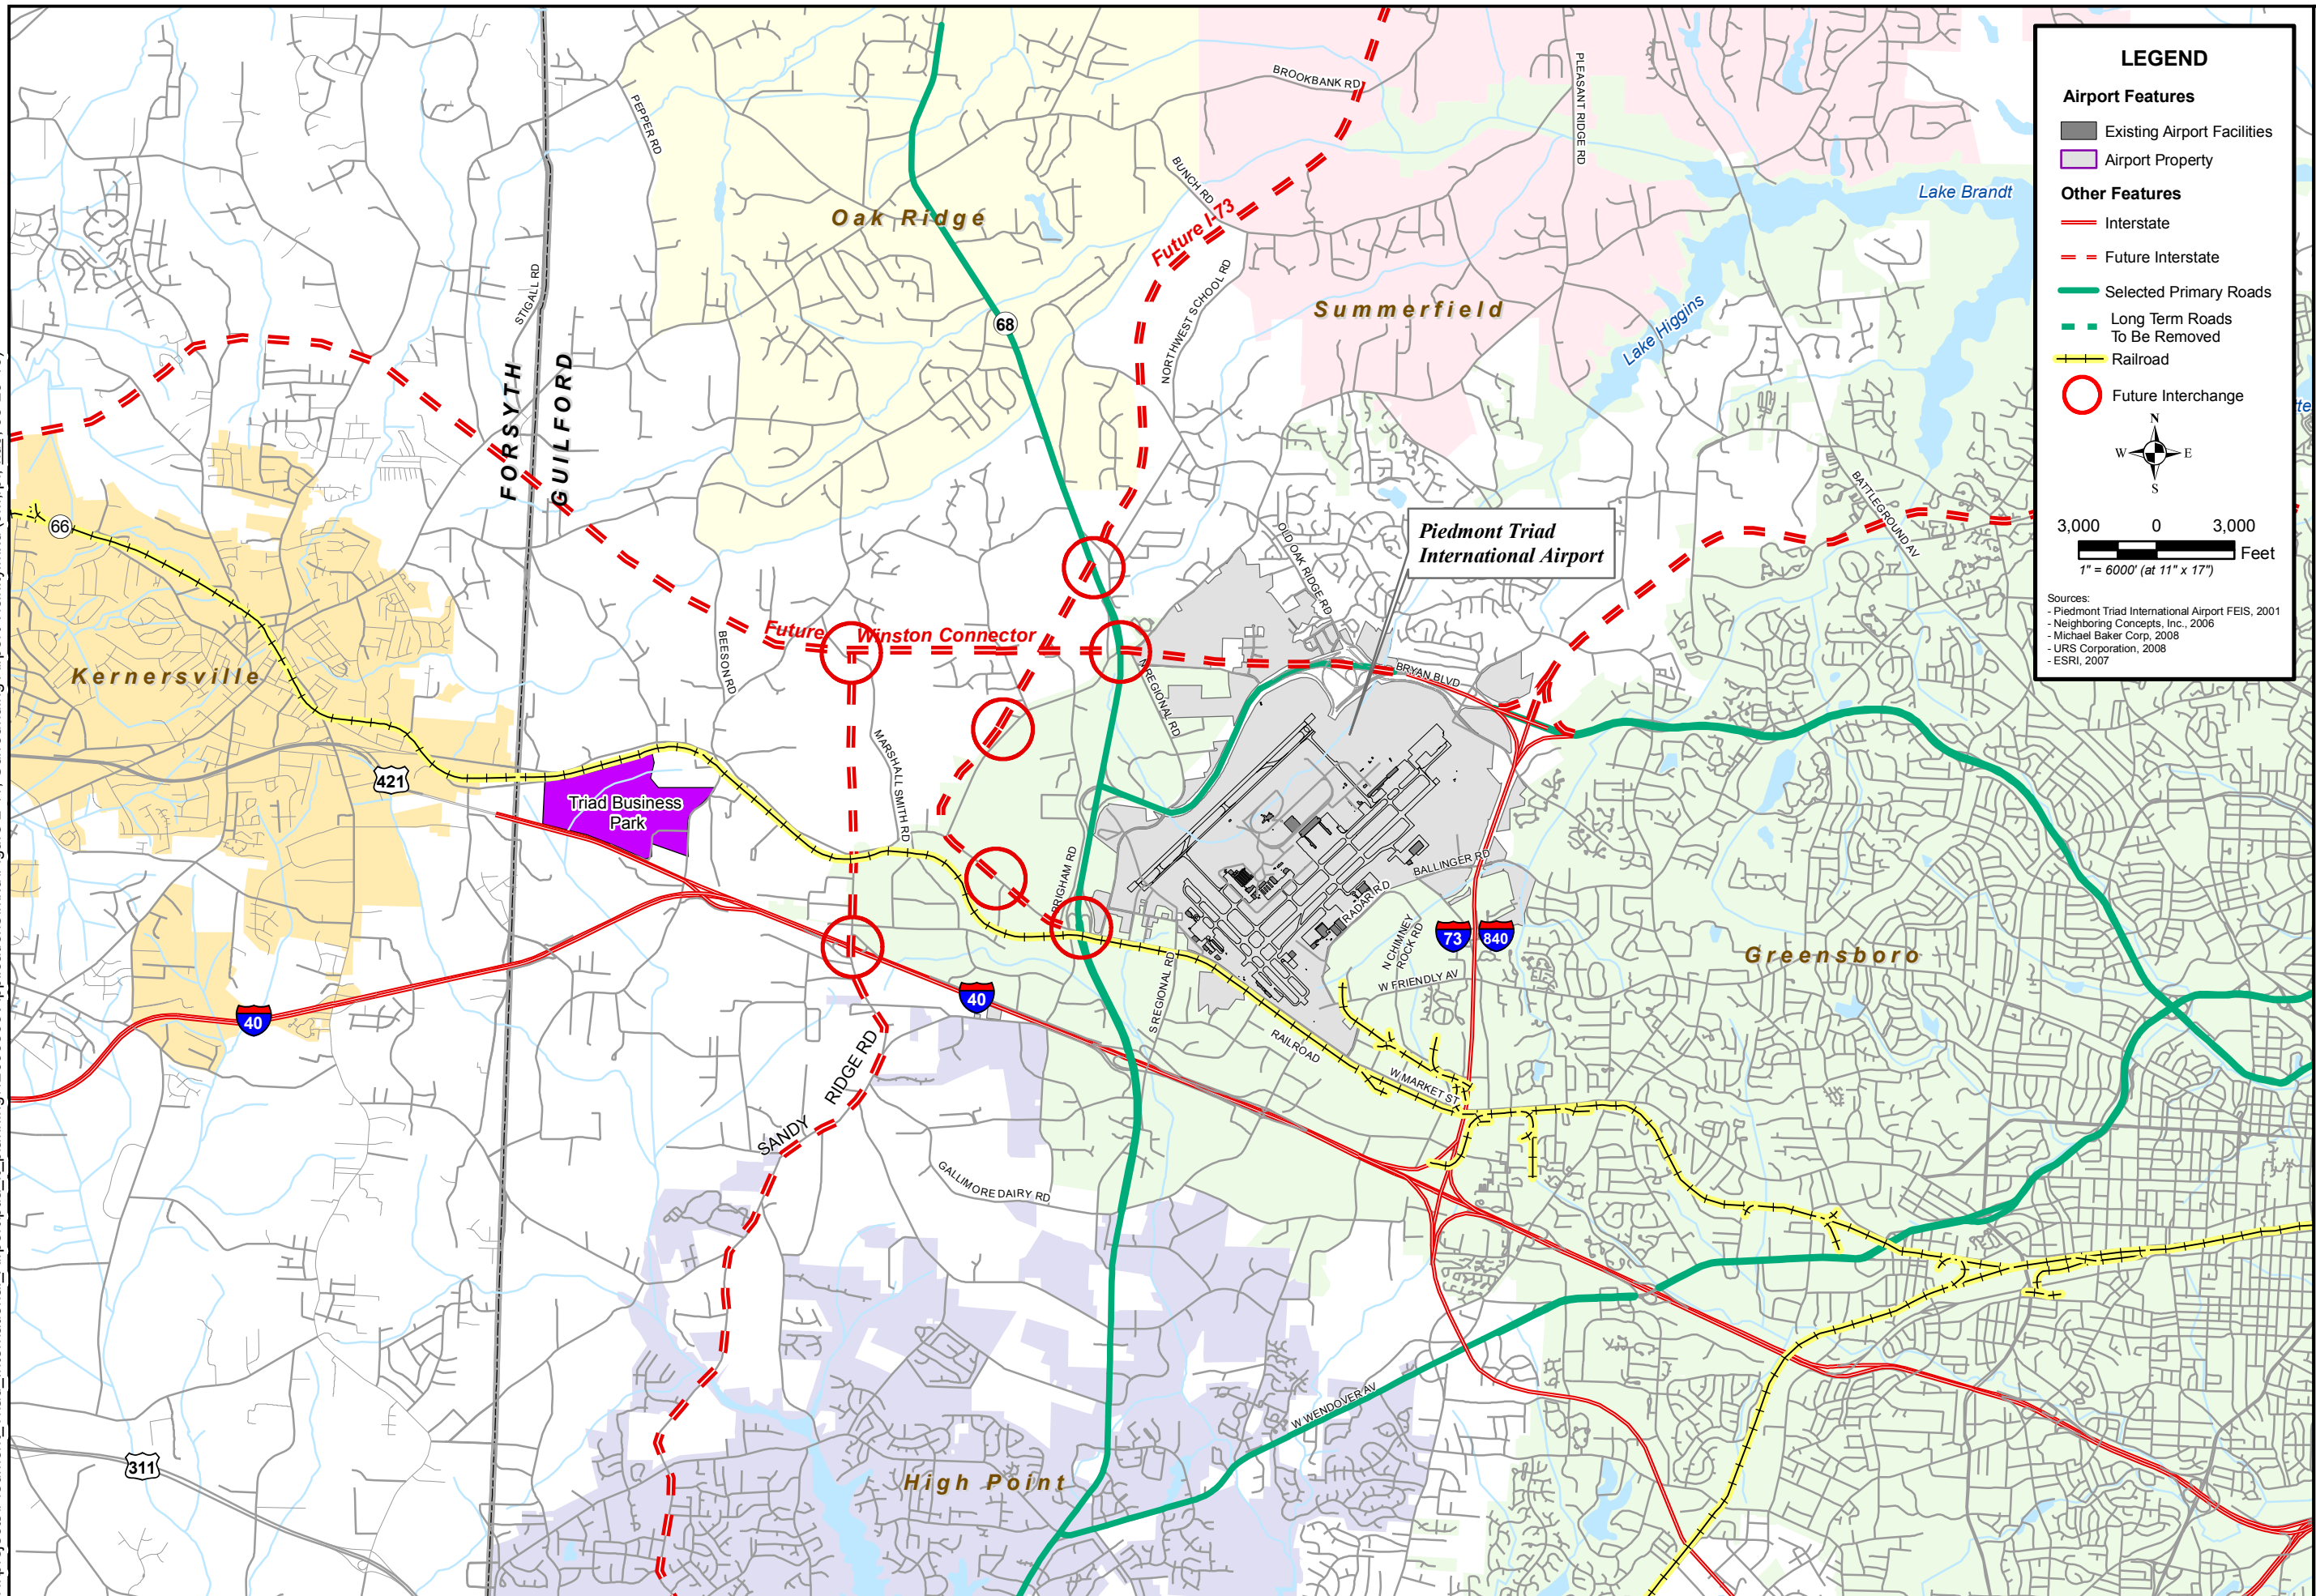 LEGEND
Airport Features
Existing Airport Facilities
Airport Property
Other Features
Interstate
Future Interstate
Selected Primary Roads
Long Term Roads
To Be Removed
Railroad
Future Interchange
N
W E
S
3,000 0 3,000
Feet
1" = 6000' (at 11" x 17")
Sources:
- Piedmont Triad International Airport FEIS, 2001
- Neighboring Concepts, Inc., 2006
- Michael Baker Corp, 2008
- URS Corporation, 2008
- ESRI, 2007
BROOKBANK RD
PLEASANT RIDGE RD
PEPPER RD
BUNCH RD
Lake Brandt
Oak Ridge
Future I-73
STIGALL RD
NORTHWEST SCHOOL RD
Summerfield
Lake Higgins
68
FORSYTH
GUILFORD
BATTLEGROUND AV
66
OLD OAK RIDGE RD
Piedmont Triad
International Airport
Future Winston Connector
BEESON RD
N REGIONAL RD
BRYAN BLVD
Kernersville
MARSHALL SMITH RD
421
Triad Business
Park
BRIGHAM RD
BALLINGER RD
RADAR RD
N CHIMNEY
ROCK RD
73
840
Greensboro
W FRIENDLY AV
40
40
S REGIONAL RD
RAILROAD
W MARKET ST
SANDY RIDGE RD
GALLIMORE DAIRY RD
W WENDOVER AV
311
High Point